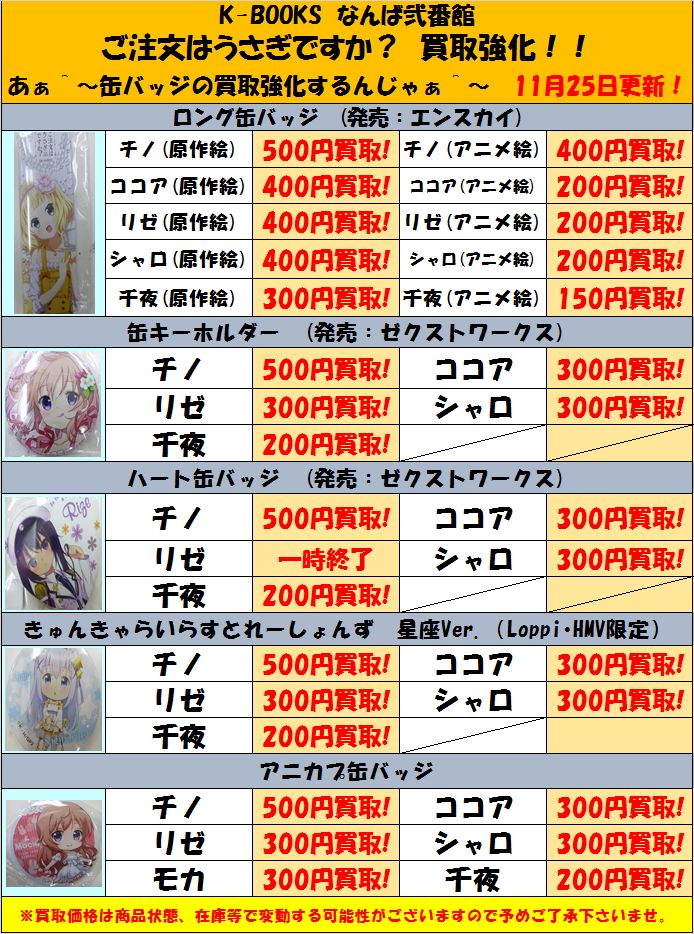 K-BOOKS なんば弐番館
ご注文はうさぎですか？ 買取強化！！
あぁ＾～缶バッジの買取強化するんじゃぁ＾～ 11月25日更新！
ロング缶バッジ (発売：エンスカイ)
チノ(原作絵) 500円買取! チノ(アニメ絵) 400円買取!
ココア(原作絵) 400円買取! ココア(アニメ絵) 200円買取!
リゼ(原作絵) 400円買取! リゼ(アニメ絵) 200円買取!
シャロ(原作絵) 400円買取! シャロ(アニメ絵) 200円買取!
千夜(原作絵) 300円買取! 千夜(アニメ絵) 150円買取!
缶キーホルダー (発売：ゼクストワークス)
チノ 500円買取! ココア 300円買取!
リゼ 300円買取! シャロ 300円買取!
千夜 200円買取!
ハート缶バッジ (発売：ゼクストワークス)
Rize
チノ 500円買取! ココア 300円買取!
リゼ 一時終了 シャロ 300円買取!
千夜 200円買取!
きゅんきゃらいらすとれーしょんず 星座Ver. (Loppi・HMV限定)
チノ 500円買取! ココア 300円買取!
リゼ 300円買取! シャロ 300円買取!
千夜 200円買取!
アニカプ缶バッジ
チノ 500円買取! ココア 300円買取!
リゼ 300円買取! シャロ 300円買取!
モカ 300円買取! 千夜 200円買取!
※買取価格は商品状態、在庫等で変動する可能性がございますので予めご了承下さいませ。